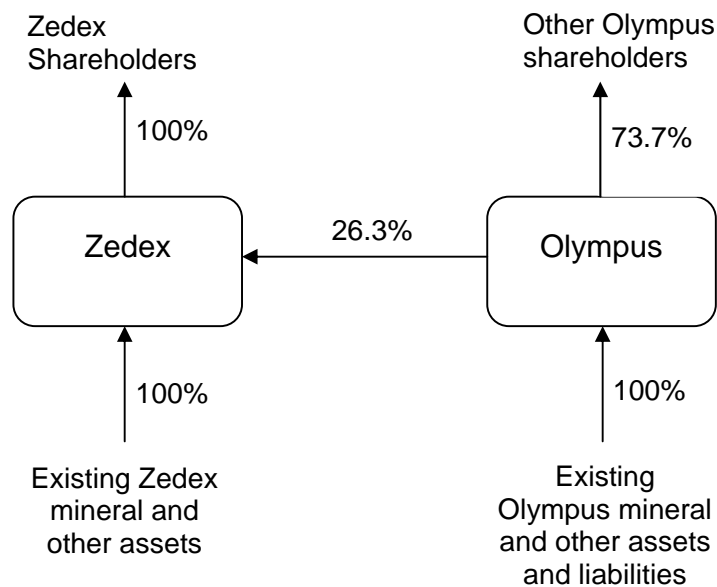 Zedex
Shareholders
Other Olympus
shareholders
100%
73.7%
Zedex
26.3%
Olympus
100%
100%
Existing Zedex
mineral and
other assets
Existing
Olympus mineral
and other assets
and liabilities